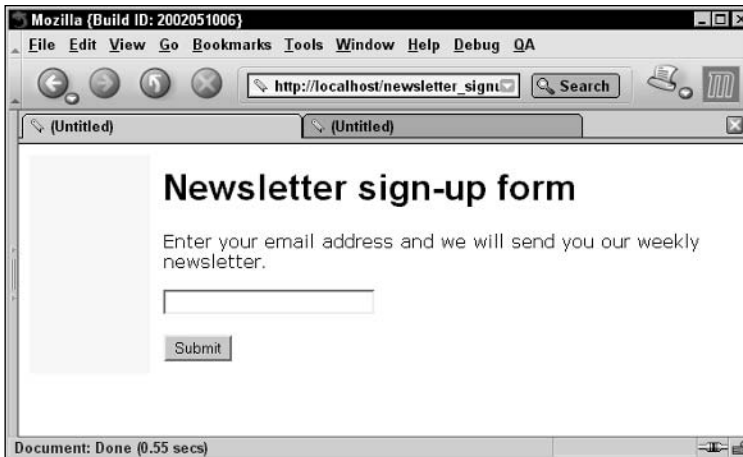 Mozilla {Build ID: 2002051006}
File Edit View Go Bookmarks Tools Window Help Debug QA
http://localhost/newsletter_signu Search
(Untitled) (Untitled)
Newsletter sign-up form
Enter your email address and we will send you our weekly
newsletter.
Submit
Document: Done (0.55 secs)